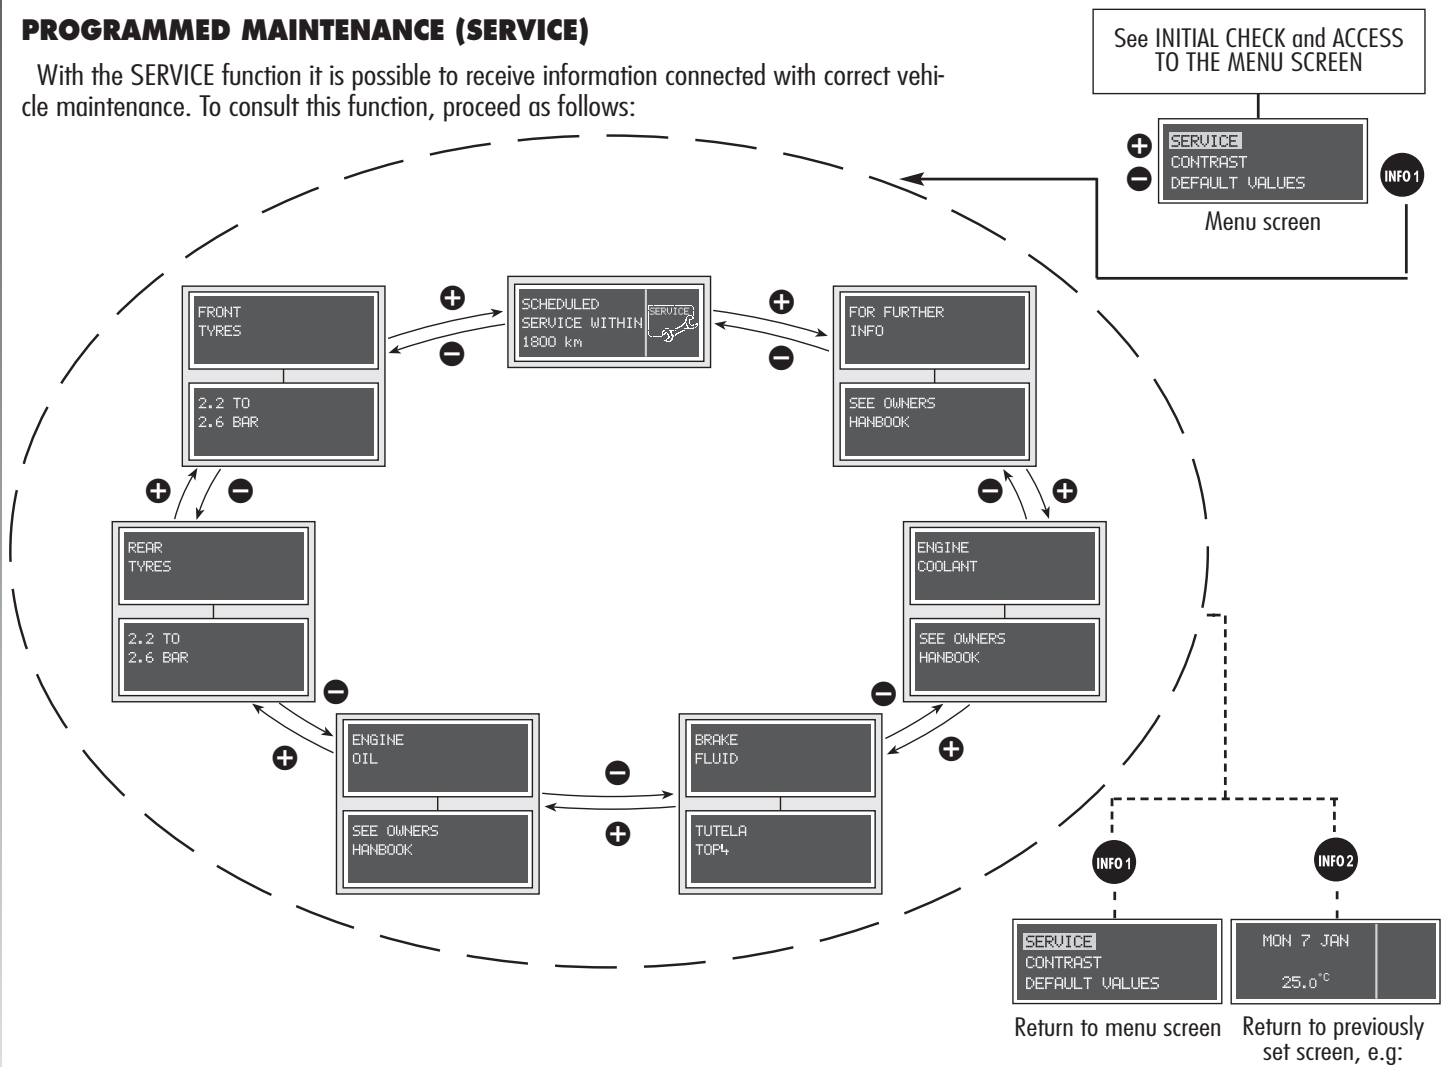 PROGRAMMED MAINTENANCE (SERVICE)
With the SERVICE function it is possible to receive information connected with correct vehi-
cle maintenance. To consult this function, proceed as follows:
See INITIAL CHECK and ACCESS
TO THE MENU SCREEN
SERVICE
CONTRAST
DEFAULT VALUES
INFO 1
Menu screen
FRONT
TYRES
2.2 TO
2.6 BAR
SCHEDULED
SERVICE WITHIN
1800 km
SERVICE
FOR FURTHER
INFO
SEE OWNERS
HANBOOK
REAR
TYRES
2.2 TO
2.6 BAR
ENGINE
COOLANT
SEE OWNERS
HANBOOK
ENGINE
OIL
SEE OWNERS
HANBOOK
BRAKE
FLUID
TUTELA
TOP4
INFO 1
INFO 2
SERVICE
CONTRAST
DEFAULT VALUES
MON 7 JAN
25.0°C
Return to menu screen
Return to previously
set screen, e.g: